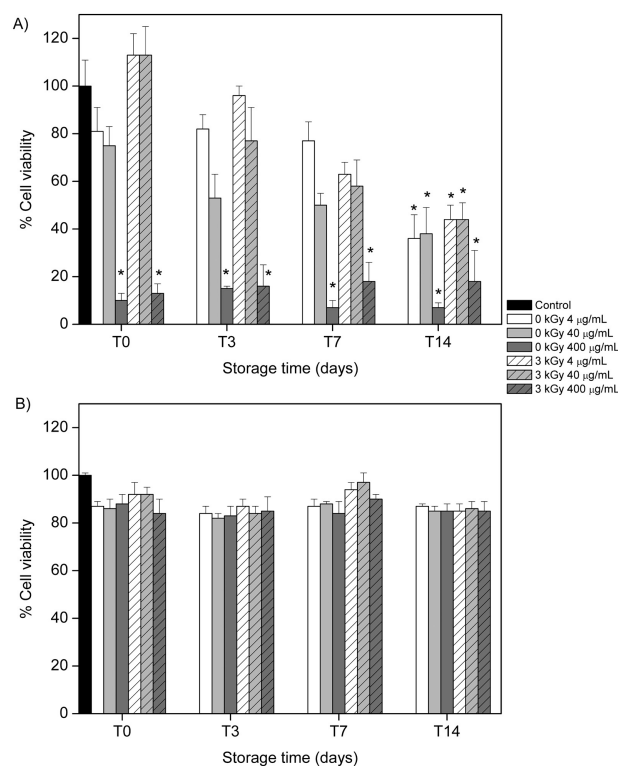 A)
120
100
80
60
40
20
0
% Cell viability
* * * * * * * * * *
T0 T3 T7 T14
Storage time (days)
Control
0 kGy 4 μg/mL
0 kGy 40 μg/mL
0 kGy 400 μg/mL
3 kGy 4 μg/mL
3 kGy 40 μg/mL
3 kGy 400 μg/mL
B)
120
100
80
60
40
20
0
% Cell viability
T0 T3 T7 T14
Storage time (days)